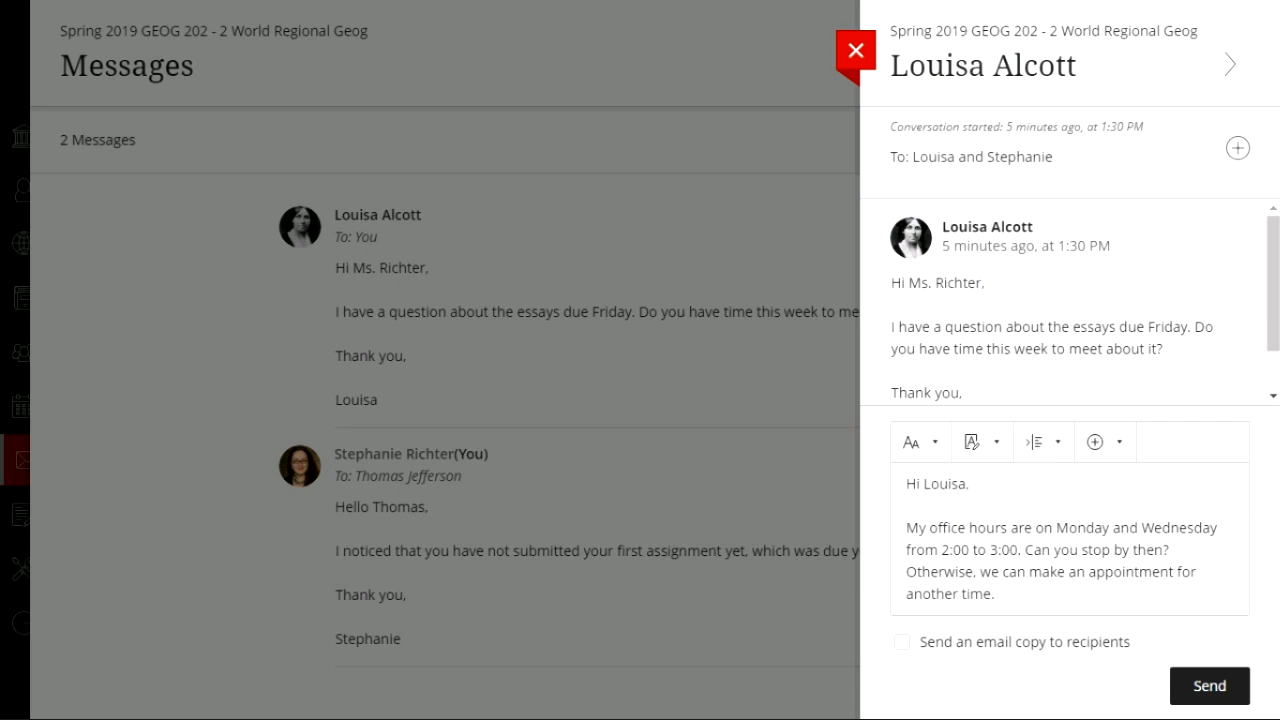 Spring 2019 GEOG 202 - 2 World Regional Geog
Messages
2 Messages
Louisa Alcott
To: You
Hi Ms. Richter,
I have a question about the essays due Friday. Do you have time this week to me
Thank you,
Louisa
Stephanie Richter(You)
To: Thomas Jefferson
Hello Thomas,
I noticed that you have not submitted your first assignment yet, which was due y
Thank you,
Stephanie
Spring 2019 GEOG 202 - 2 World Regional Geog
Louisa Alcott
Conversation started: 5 minutes ago, at 1:30 PM
To: Louisa and Stephanie
Louisa Alcott
5 minutes ago, at 1:30 PM
Hi Ms. Richter,
I have a question about the essays due Friday. Do
you have time this week to meet about it?
Thank you,
Hi Louisa,
My office hours are on Monday and Wednesday
from 2:00 to 3:00. Can you stop by then?
Otherwise, we can make an appointment for
another time.
Send an email copy to recipients
Send